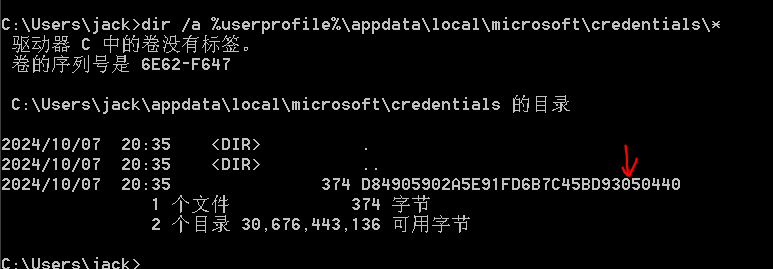 C:\Users\jack>dir /a %userprofile%\appdata\local\microsoft\credentials\*
驱动器 C 中的卷没有标签。
卷的序列号是 6E62-F647
C:\Users\jack\appdata\local\microsoft\credentials 的目录
2024/10/07  20:35    <DIR>          .
2024/10/07  20:35    <DIR>          ..
2024/10/07  20:35               374 D84905902A5E91FD6B7C45BD93050440
1 个文件            374 字节
2 个目录 30,676,443,136 可用字节
C:\Users\jack>